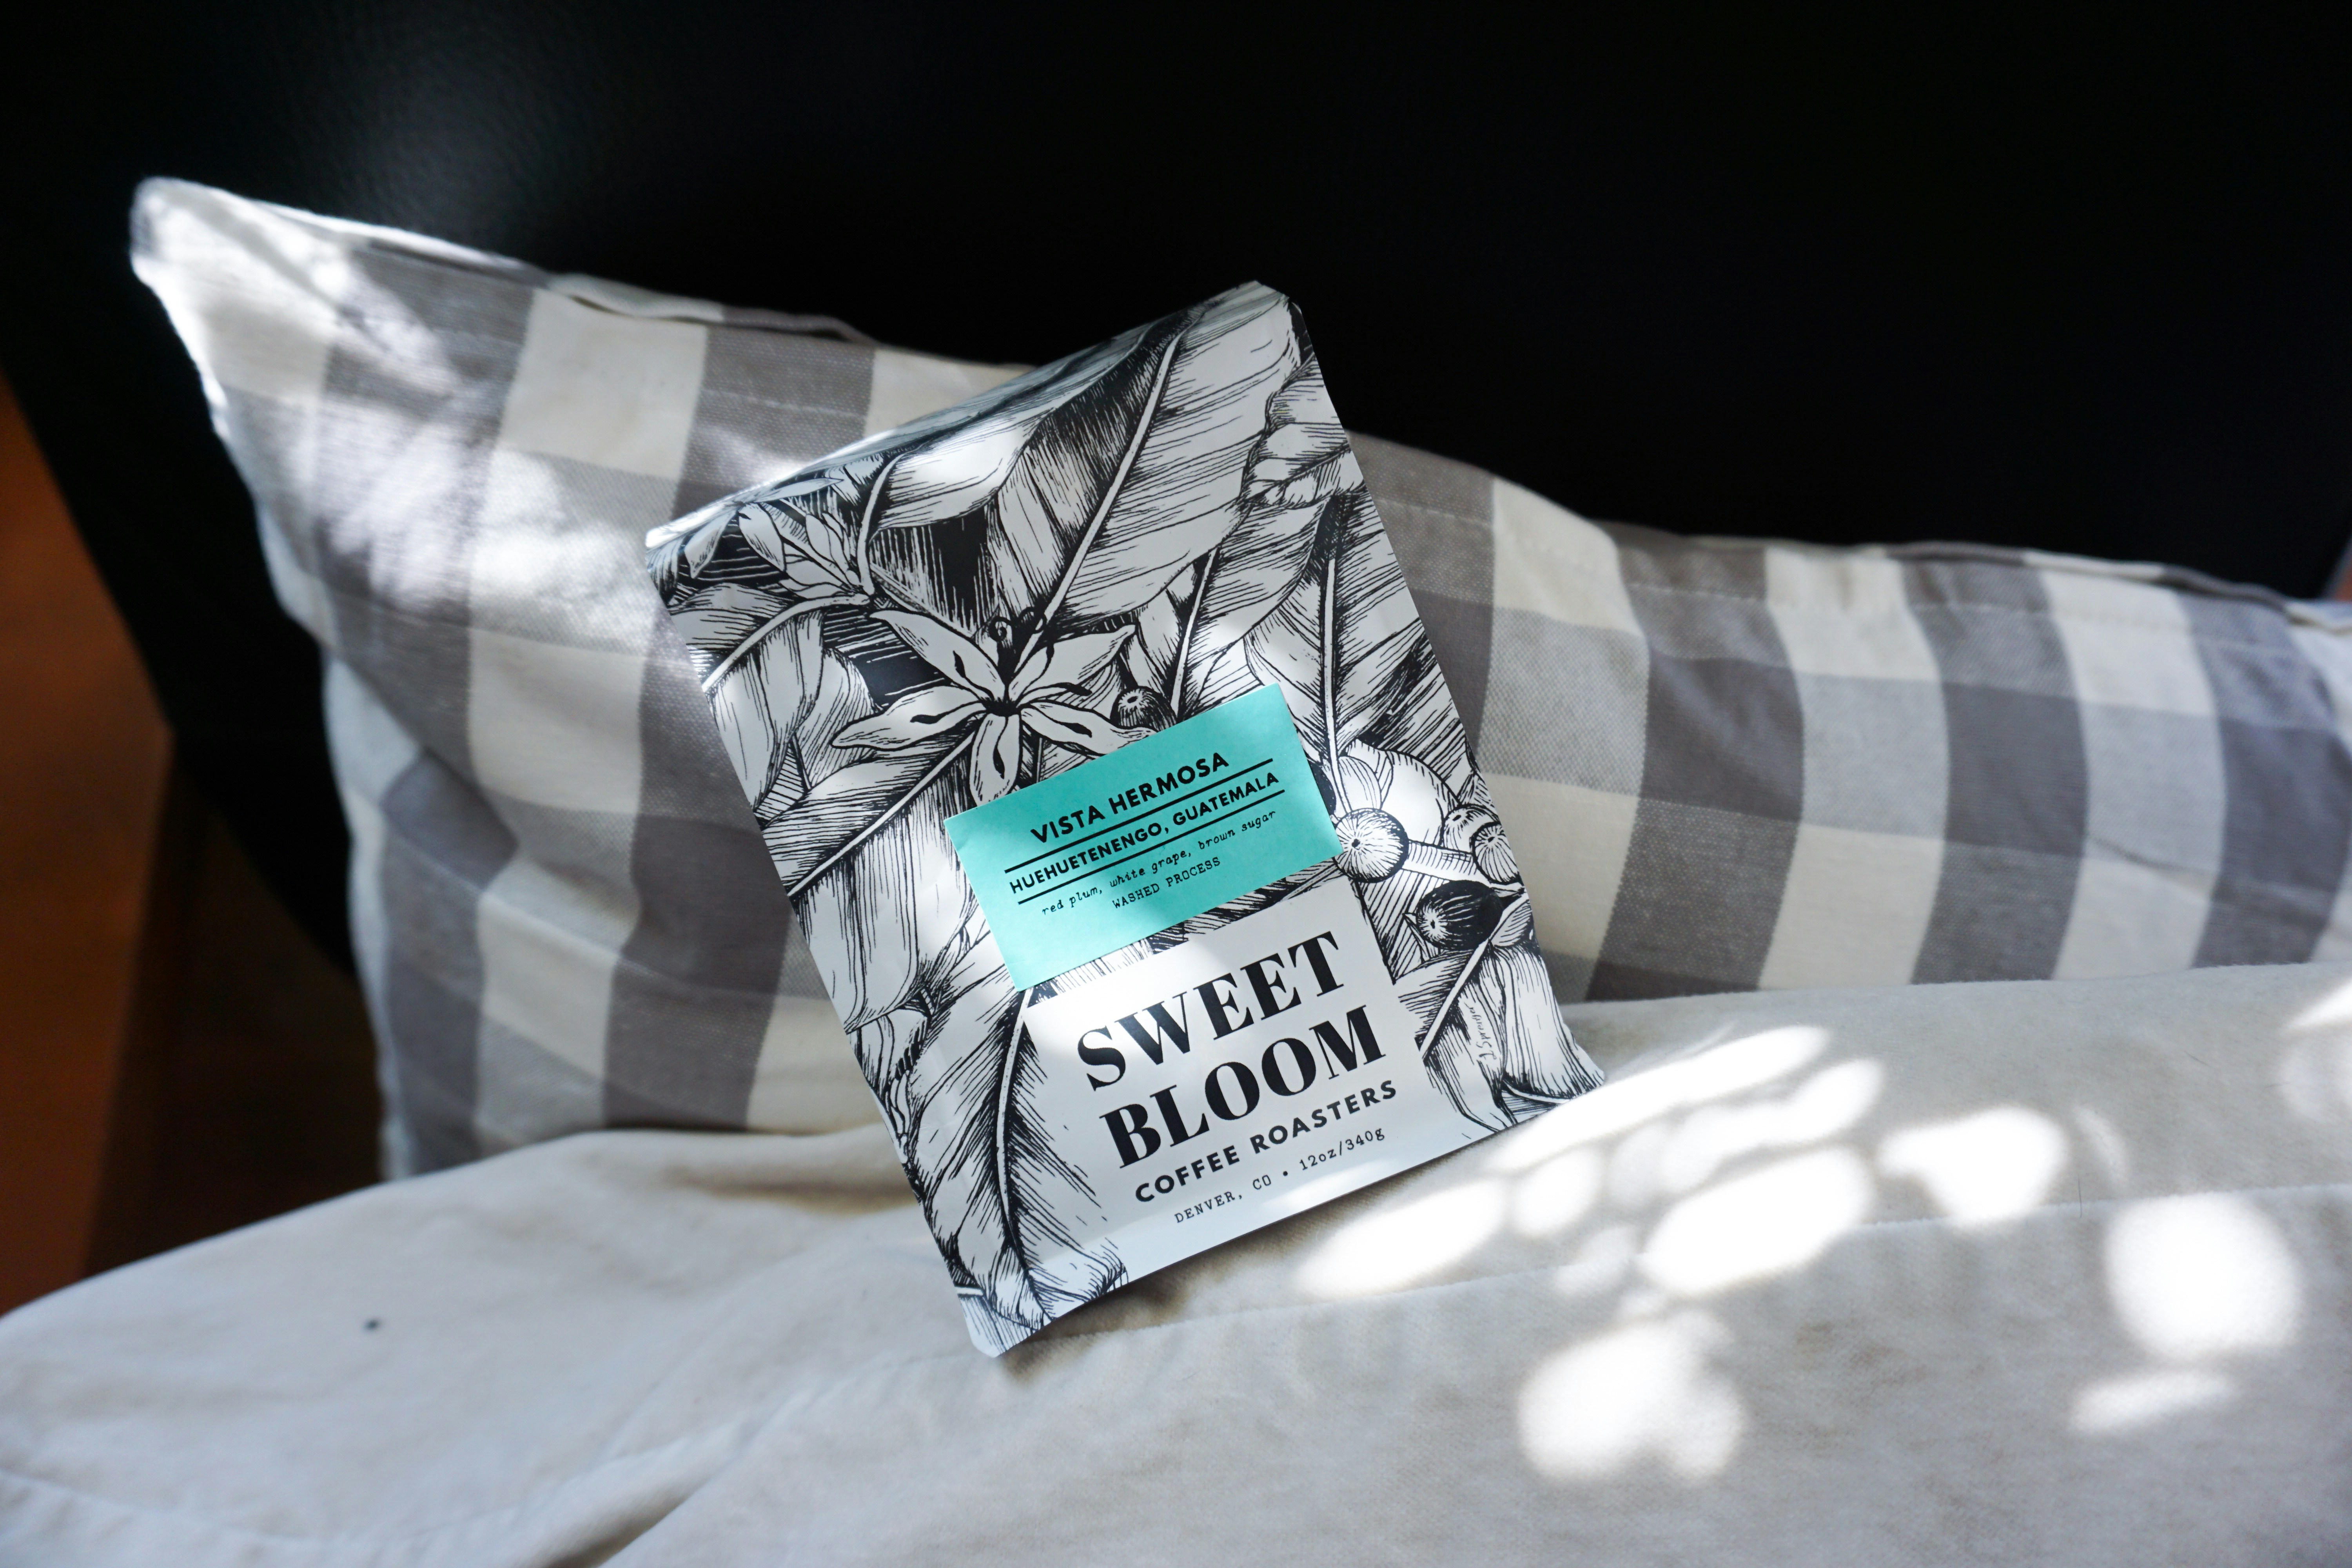 VISTA HERMOSA
HUEHUETENENGO, GUATEMALA
red plum, white grape, brown sugar
WASHED PROCESS
SWEET
BLOOM
COFFEE ROASTERS
DENVER, CO • 12oz/340g